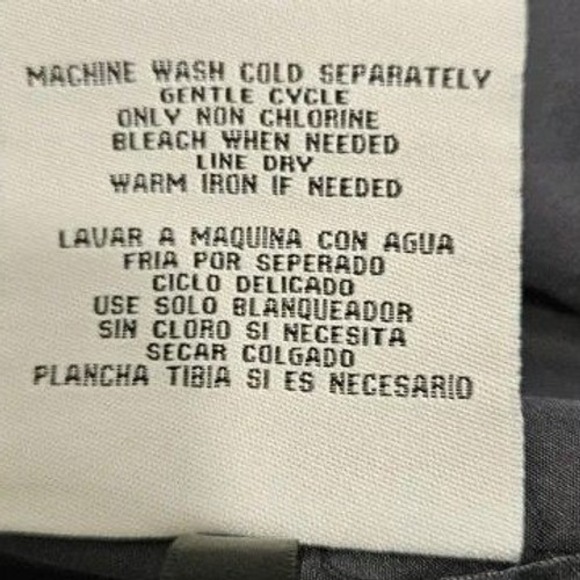 MACHINE WASH COLD SEPARATELY
GENTLE CYCLE
ONLY NON CHLORINE
BLEACH WHEN NEEDED
LINE DRY
WARM IRON IF NEEDED
LAVAR A MAQUINA CON AGUA
FRIA POR SEPERADO
CICLO DELICADO
USE SOLO BLANQUEADOR
SIN CLORO SI NECESITA
SECAR COLGADO
PLANCHA TIBIA SI ES NECESARIO